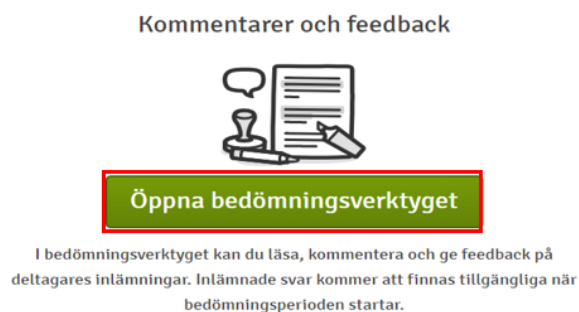 Kommentarer och feedback
Öppna bedömningsverktyget
I bedömningsverktyget kan du läsa, kommentera och ge feedback på
deltagares inlämningar. Inlämnade svar kommer att finnas tillgängliga när
bedömningsperioden startar.